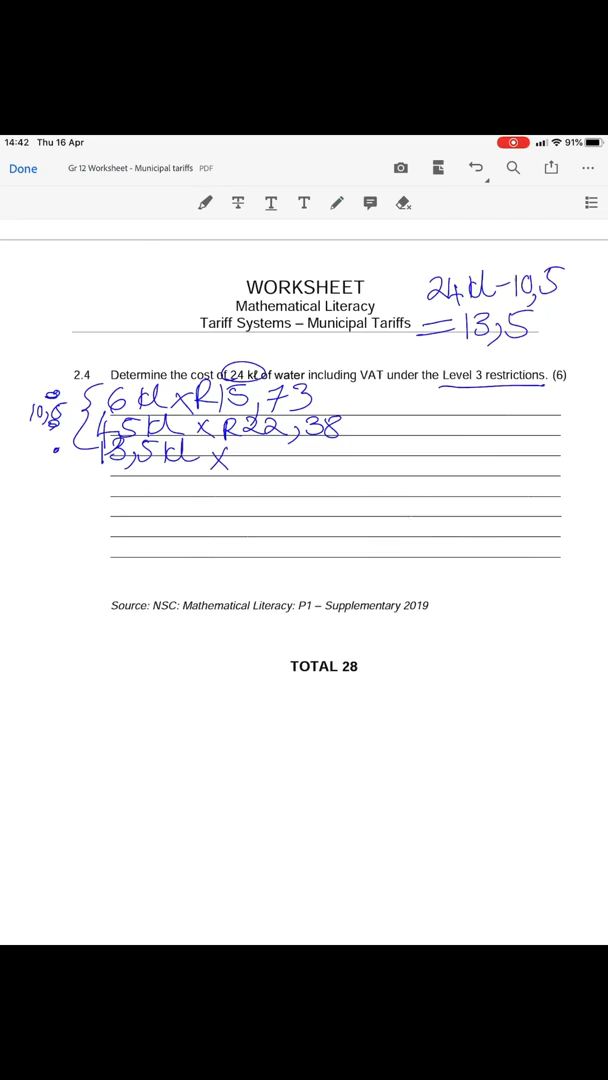 14:42 Thu 16 Apr
91%
Done
Gr 12 Worksheet - Municipal tariffs PDF
WORKSHEET
Mathematical Literacy
Tariff Systems – Municipal Tariffs
24kl-10,5
=13,5
2.4 Determine the cost of 24 kℓ of water including VAT under the Level 3 restrictions. (6)
6 kl x R15,73
10,5
4,5 kl x R22,38
13,5 kl x
Source: NSC: Mathematical Literacy: P1 – Supplementary 2019
TOTAL 28